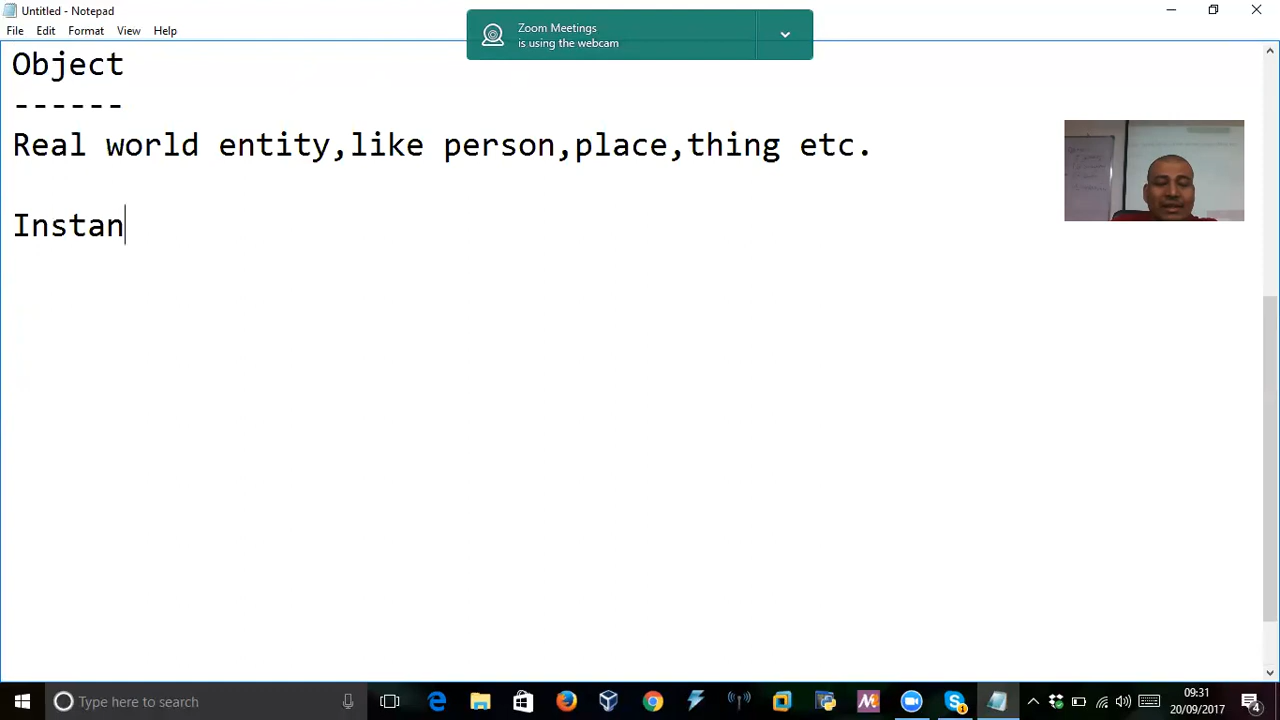 Untitled - Notepad
File Edit Format View Help
Zoom Meetings
is using the webcam
Object
------
Real world entity,like person,place,thing etc.
Instan
Type here to search
09:31
20/09/2017
4